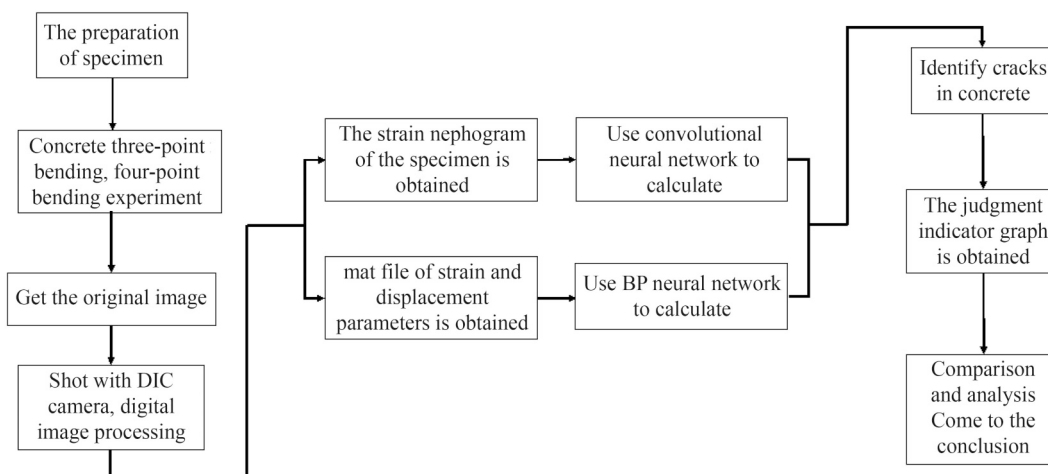 The preparation
of specimen
Concrete three-point
bending, four-point
bending experiment
Get the original image
Shot with DIC
camera, digital
image processing
The strain nephogram
of the specimen is
obtained
Use convolutional
neural network to
calculate
mat file of strain and
displacement
parameters is obtained
Use BP neural network
to calculate
Identify cracks
in concrete
The judgment
indicator graph
is obtained
Comparison
and analysis
Come to the
conclusion